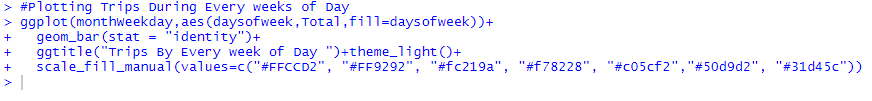 > #Plotting Trips During Every weeks of Day
> ggplot(monthweekday,aes(daysofweek,Total,fill=daysofweek))+
+   geom_bar(stat = "identity")+
+   ggtitle("Trips By Every week of Day ")+theme_light()+
+   scale_fill_manual(values=c("#FFCCD2", "#FF9292", "#fc219a", "#f78228", "#c05cf2","#50d9d2", "#31d45c"))
>